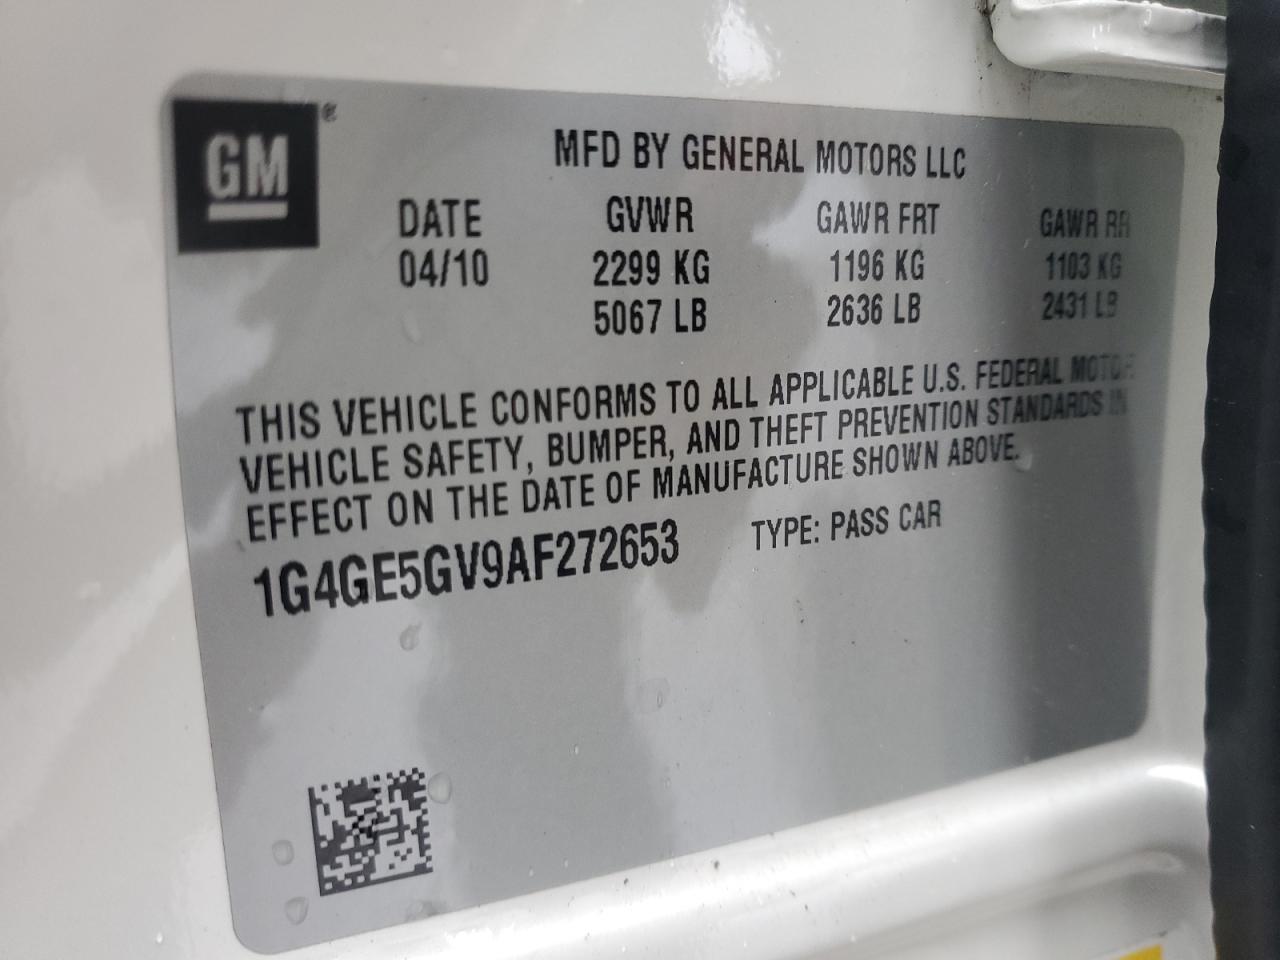 GM ®
MFD BY GENERAL MOTORS LLC
DATE GVWR GAWR FRT GAWR RR
04/10 2299 KG 1196 KG 1103 KG
5067 LB 2636 LB 2431 LB
THIS VEHICLE CONFORMS TO ALL APPLICABLE U.S. FEDERAL MOTOR
VEHICLE SAFETY, BUMPER, AND THEFT PREVENTION STANDARDS IN
EFFECT ON THE DATE OF MANUFACTURE SHOWN ABOVE.
1G4GE5GV9AF272653 TYPE: PASS CAR